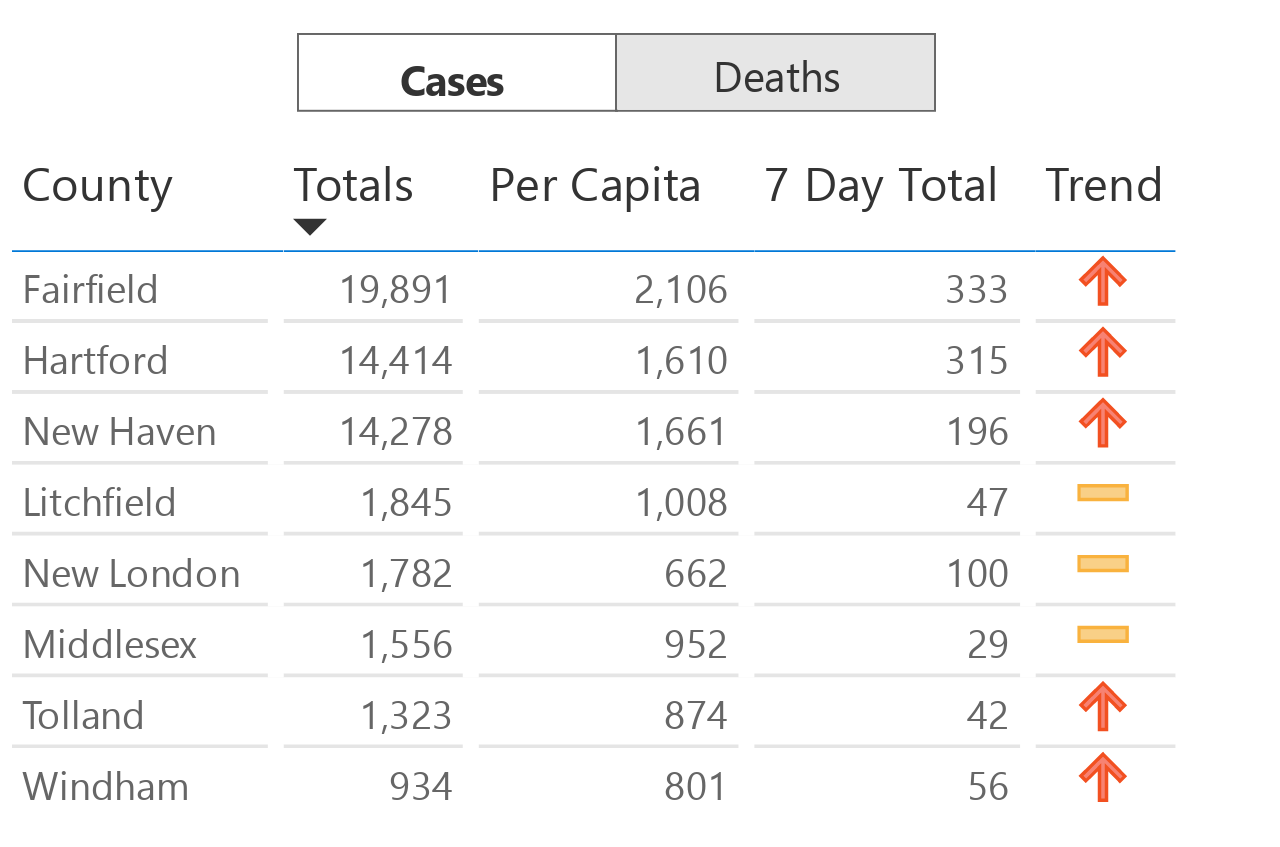 Cases Deaths
County Totals Per Capita 7 Day Total Trend
Fairfield 19,891 2,106 333
Hartford 14,414 1,610 315
New Haven 14,278 1,661 196
Litchfield 1,845 1,008 47
New London 1,782 662 100
Middlesex 1,556 952 29
Tolland 1,323 874 42
Windham 934 801 56